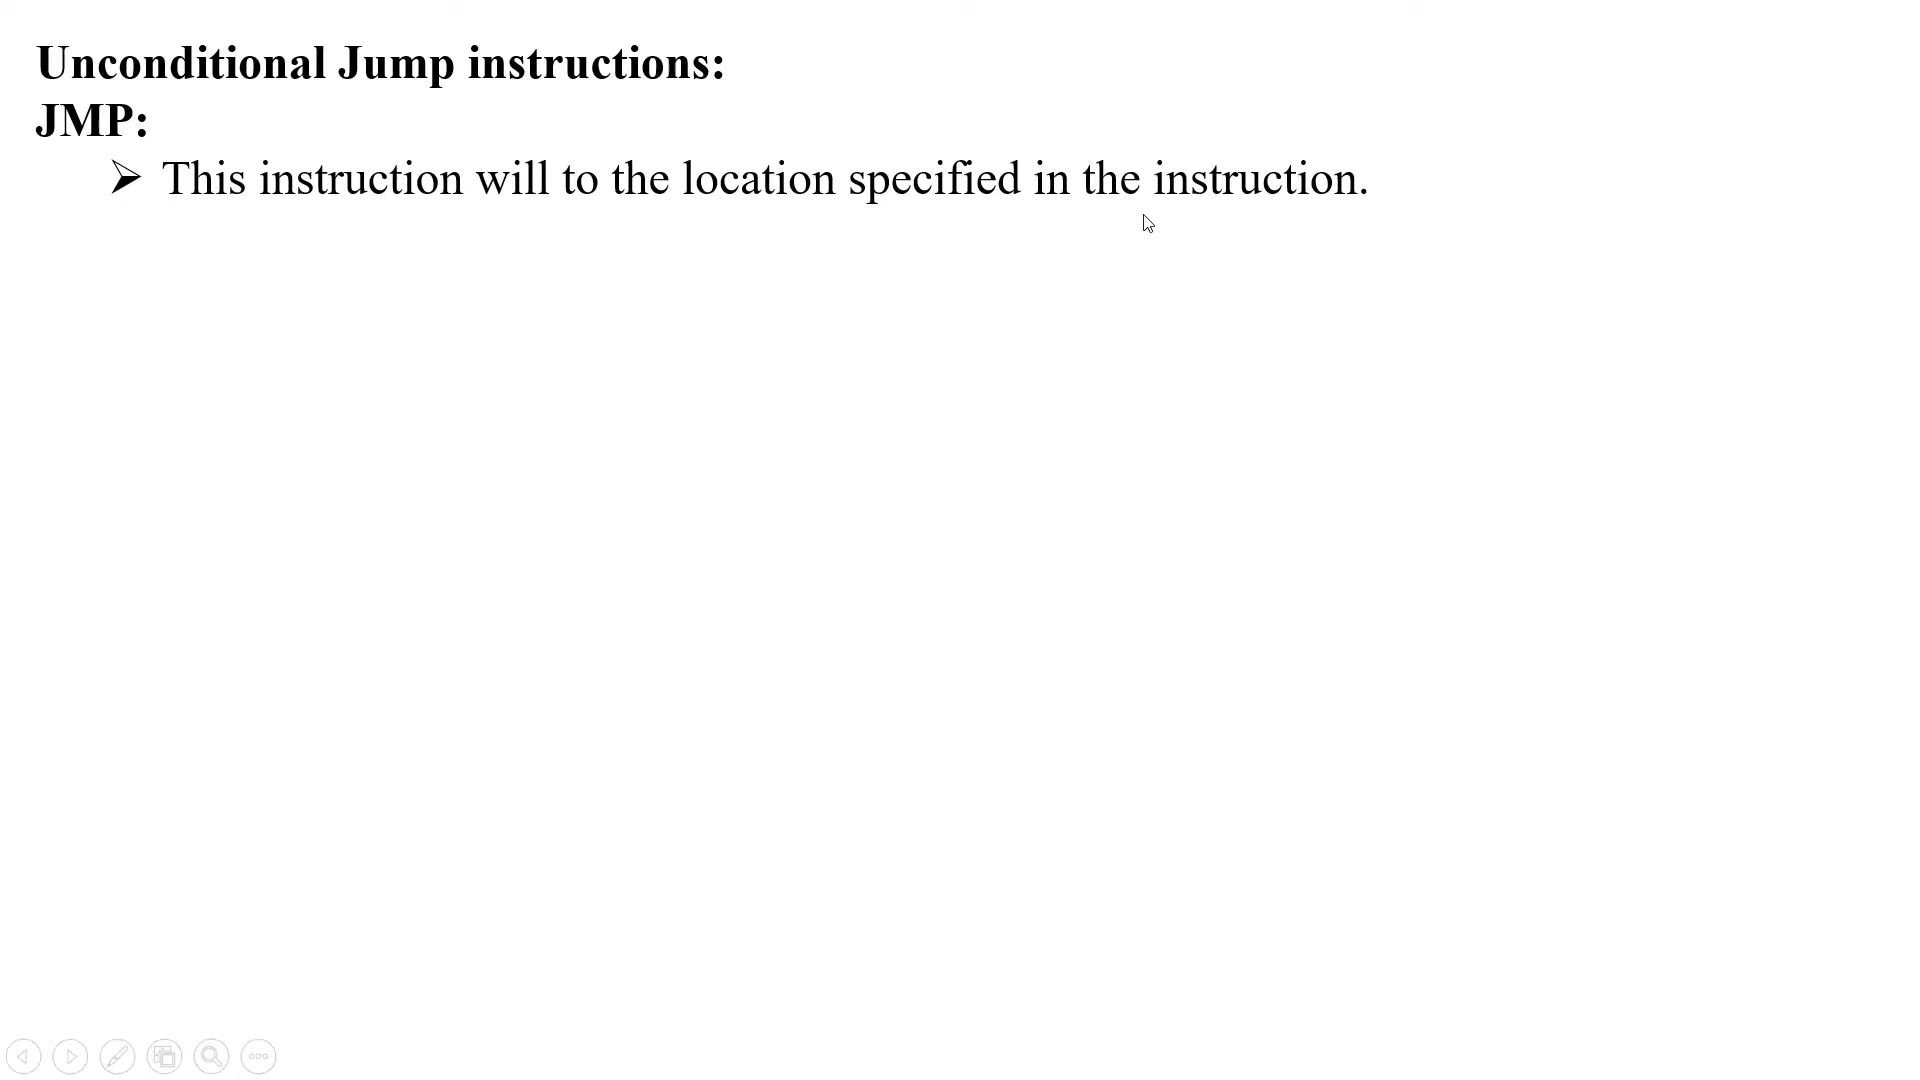 Unconditional Jump instructions:
JMP:
➢ This instruction will to the location specified in the instruction.